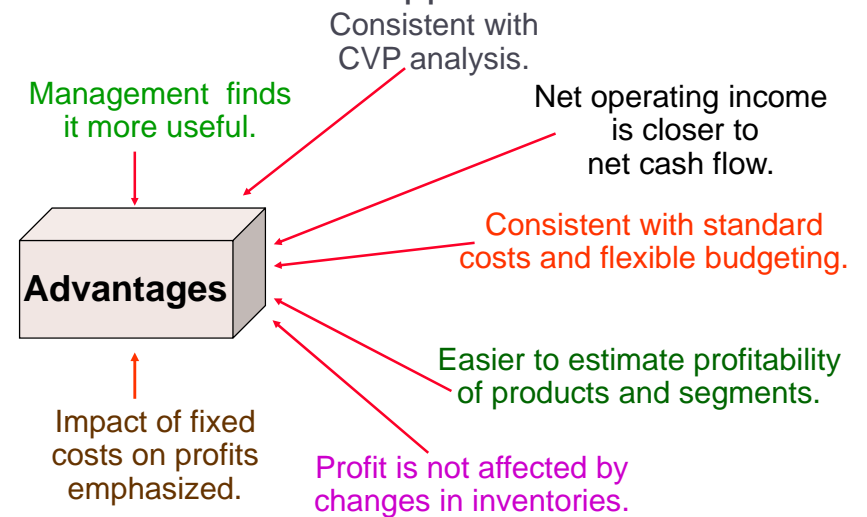 Consistent with
CVP analysis.
Management finds
it more useful.
Net operating income
is closer to
net cash flow.
Consistent with standard
costs and flexible budgeting.
Advantages
Easier to estimate profitability
of products and segments.
Impact of fixed
costs on profits
emphasized.
Profit is not affected by
changes in inventories.